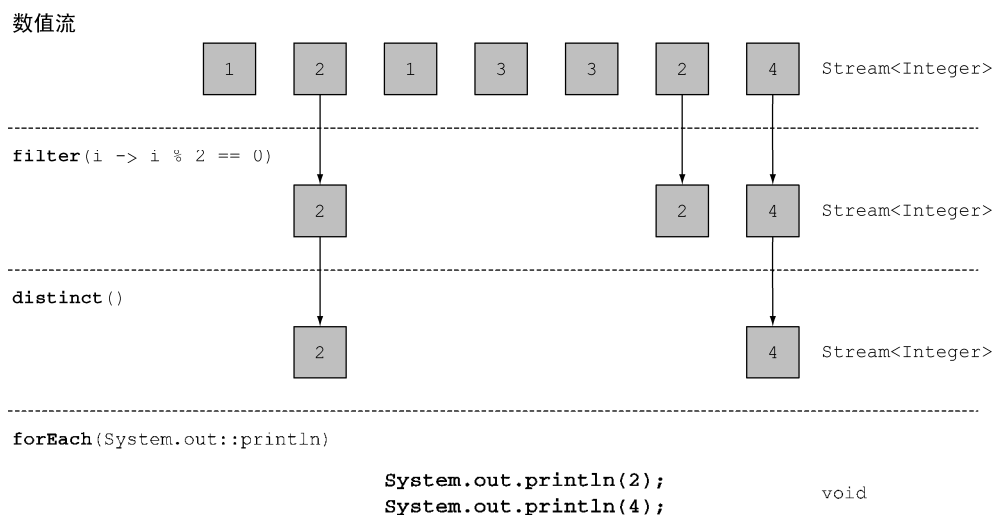 数值流
1 2 1 3 3 2 4 Stream<Integer>
filter(i -> i % 2 == 0)
2 2 4 Stream<Integer>
distinct()
2 4 Stream<Integer>
forEach(System.out::println)
System.out.println(2);
System.out.println(4);
void